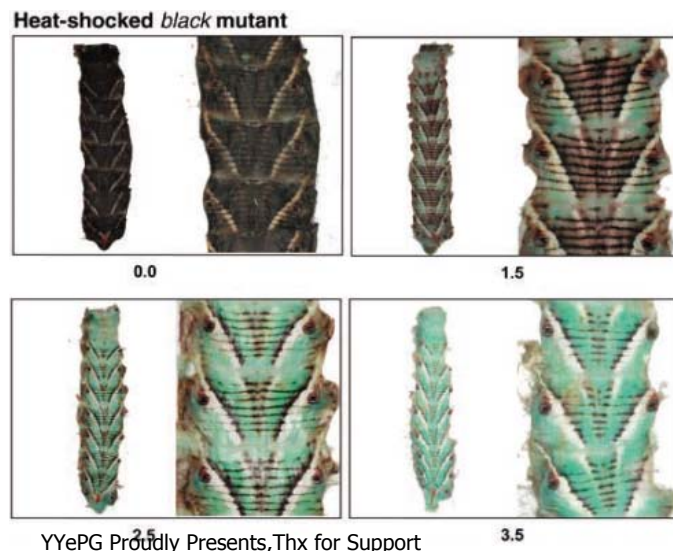 Heat-shocked black mutant
0.0
1.5
2.5
3.5
YYePG Proudly Presents,Thx for Support